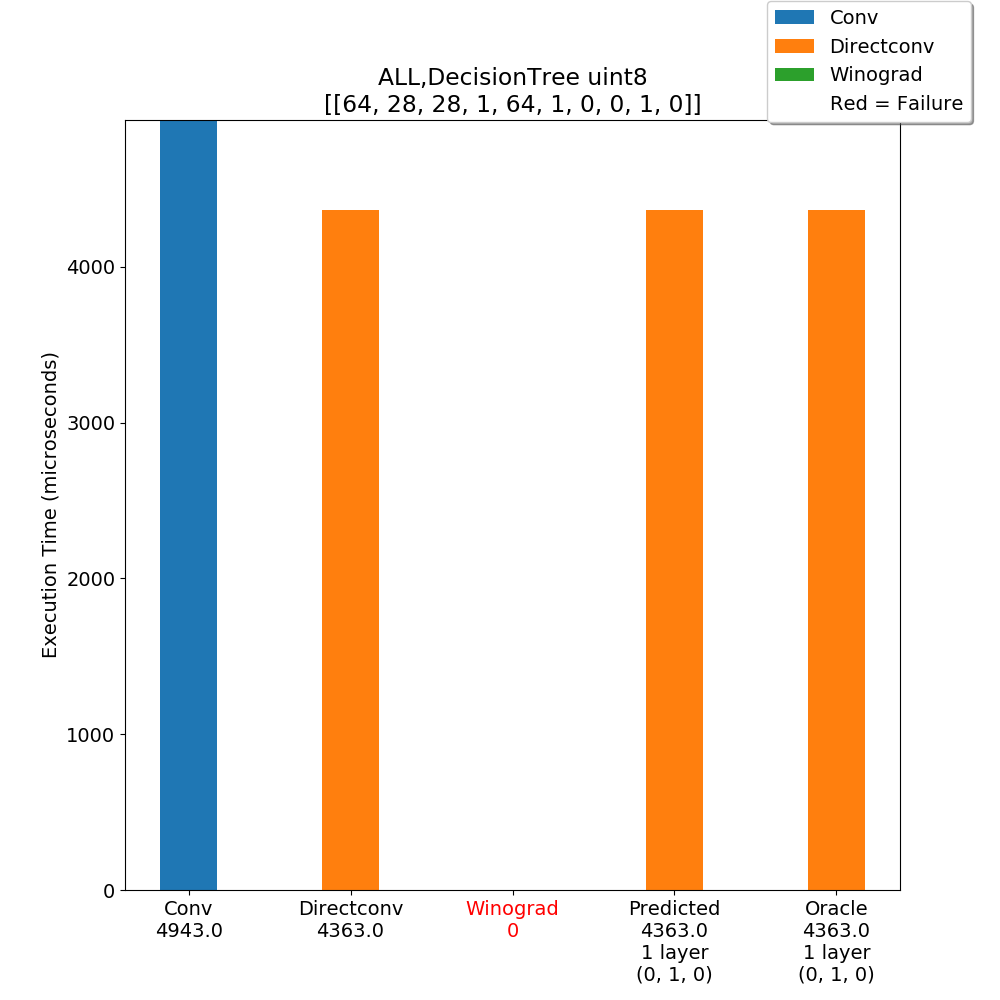 Conv
Directconv
Winograd
Red = Failure
ALL,DecisionTree uint8
[[64, 28, 28, 1, 64, 1, 0, 0, 1, 0]]
Execution Time (microseconds)
4000
3000
2000
1000
0
Conv
4943.0
Directconv
4363.0
Winograd
0
Predicted
4363.0
1 layer
(0, 1, 0)
Oracle
4363.0
1 layer
(0, 1, 0)